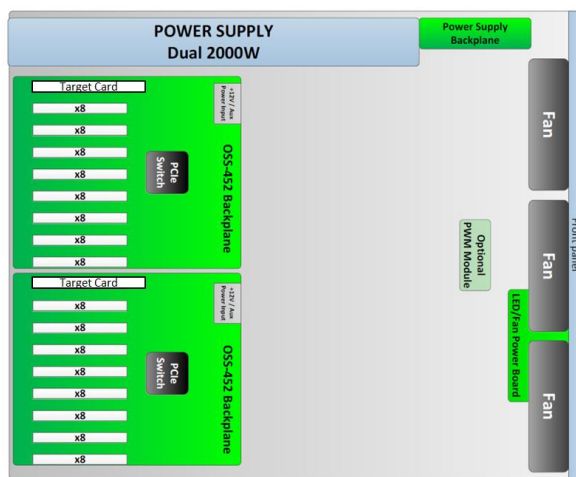 POWER SUPPLY
Dual 2000W
Power Supply
Backplane
Target Card
x8
x8
x8
x8
x8
x8
x8
x8
PCIe
Switch
+12V / Aux
Power Input
OSS-452 Backplane
Target Card
x8
x8
x8
x8
x8
x8
x8
x8
PCIe
Switch
+12V / Aux
Power Input
OSS-452 Backplane
Optional
PWM Module
LED/Fan Power Board
Fan
Fan
Fan
Front panel